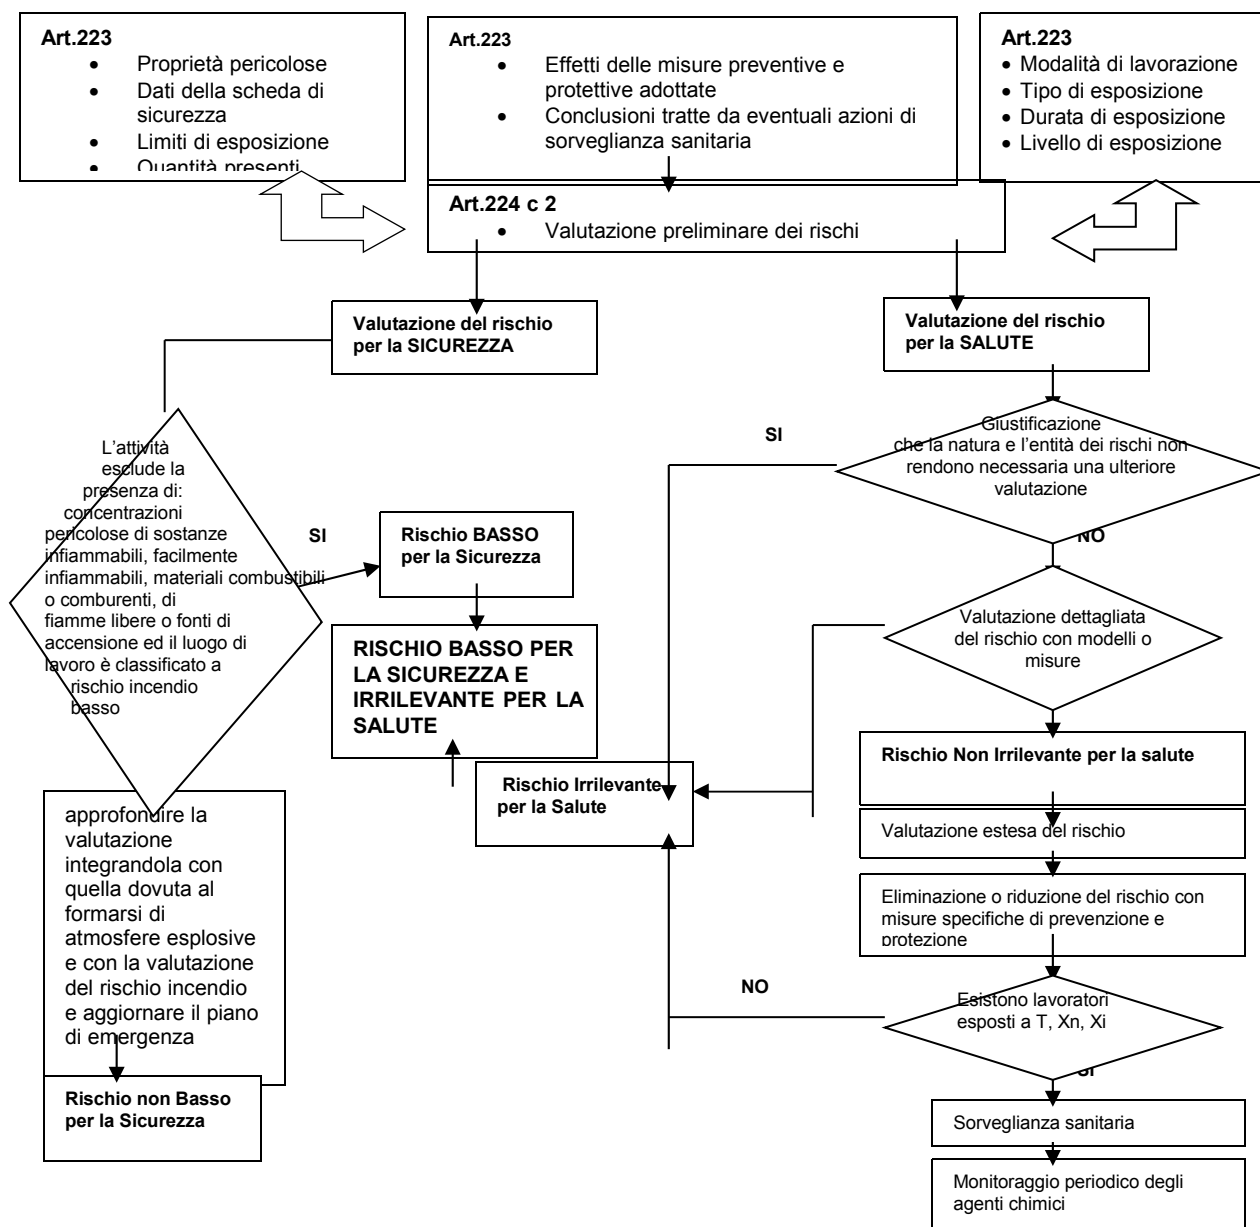 Art.223
• Proprietà pericolose
• Dati della scheda di
sicurezza
• Limiti di esposizione
• Quantità presenti
Art.223
• Effetti delle misure preventive e
protettive adottate
• Conclusioni tratte da eventuali azioni di
sorveglianza sanitaria
Art.223
• Modalità di lavorazione
• Tipo di esposizione
• Durata di esposizione
• Livello di esposizione
Art.224 c 2
• Valutazione preliminare dei rischi
Valutazione del rischio
per la SICUREZZA
Valutazione del rischio
per la SALUTE
L'attività
esclude la
presenza di:
concentrazioni
pericolose di sostanze
infiammabili, facilmente
infiammabili, materiali combustibili
o comburenti, di
fiamme libere o fonti di
accensione ed il luogo di
lavoro è classificato a
rischio incendio
basso
SI
Rischio BASSO
per la Sicurezza
RISCHIO BASSO PER
LA SICUREZZA E
IRRILEVANTE PER LA
SALUTE
SI
Giustificazione
che la natura e l'entità dei rischi non
rendono necessaria una ulteriore
valutazione
NO
Valutazione dettagliata
del rischio con modelli o
misure
Rischio Irrilevante
per la Salute
Rischio Non Irrilevante per la salute
Valutazione estesa del rischio
Eliminazione o riduzione del rischio con
misure specifiche di prevenzione e
protezione
NO
Esistono lavoratori
esposti a T, Xn, Xi
SI
Sorveglianza sanitaria
Monitoraggio periodico degli
agenti chimici
approfondire la
valutazione
integrandola con
quella dovuta al
formarsi di
atmosfere esplosive
e con la valutazione
del rischio incendio
e aggiornare il piano
di emergenza
Rischio non Basso
per la Sicurezza